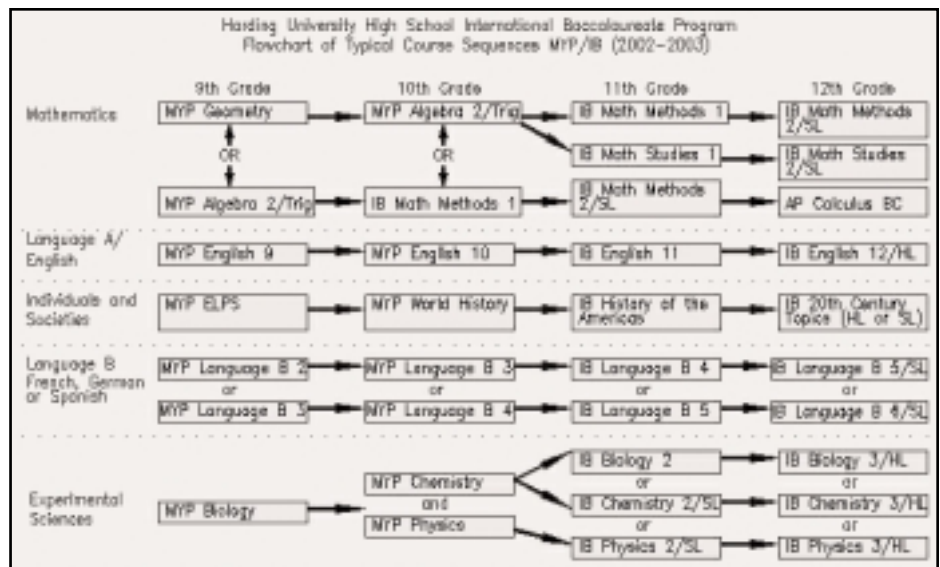 Harding University High School International Baccalaureate Program
Flowchart of Typical Course Sequences MYP/IB (2002-2003)
9th Grade 10th Grade 11th Grade 12th Grade
Mathematics
MYP Geometry
MYP Algebra 2/Trig
IB Math Methods 1
IB Math Methods
2/SL
OR
OR
IB Math Studies 1
IB Math Studies
2/SL
MYP Algebra 2/Trig
IB Math Methods 1
IB Math Methods
2/SL
AP Calculus BC
Language A/
English
MYP English 9
MYP English 10
IB English 11
IB English 12/HL
Individuals and
Societies
MYP ELPS
MYP World History
IB History of the
Americas
IB 20th Century
Topics (HL or SL)
Language B
French, German
or Spanish
MYP Language B 2
MYP Language B 3
IB Language B 4
IB Language B 5/SL
or
or
or
or
MYP Language B 3
MYP Language B 4
IB Language B 5
IB Language B
Experimental
Sciences
MYP Biology
MYP Chemistry
and
MYP Physics
IB Biology 2
or
IB Chemistry 2/SL
or
IB Physics 2/SL
IB Biology 3/HL
or
IB Chemistry 3/HL
or
IB Physics 3/HL